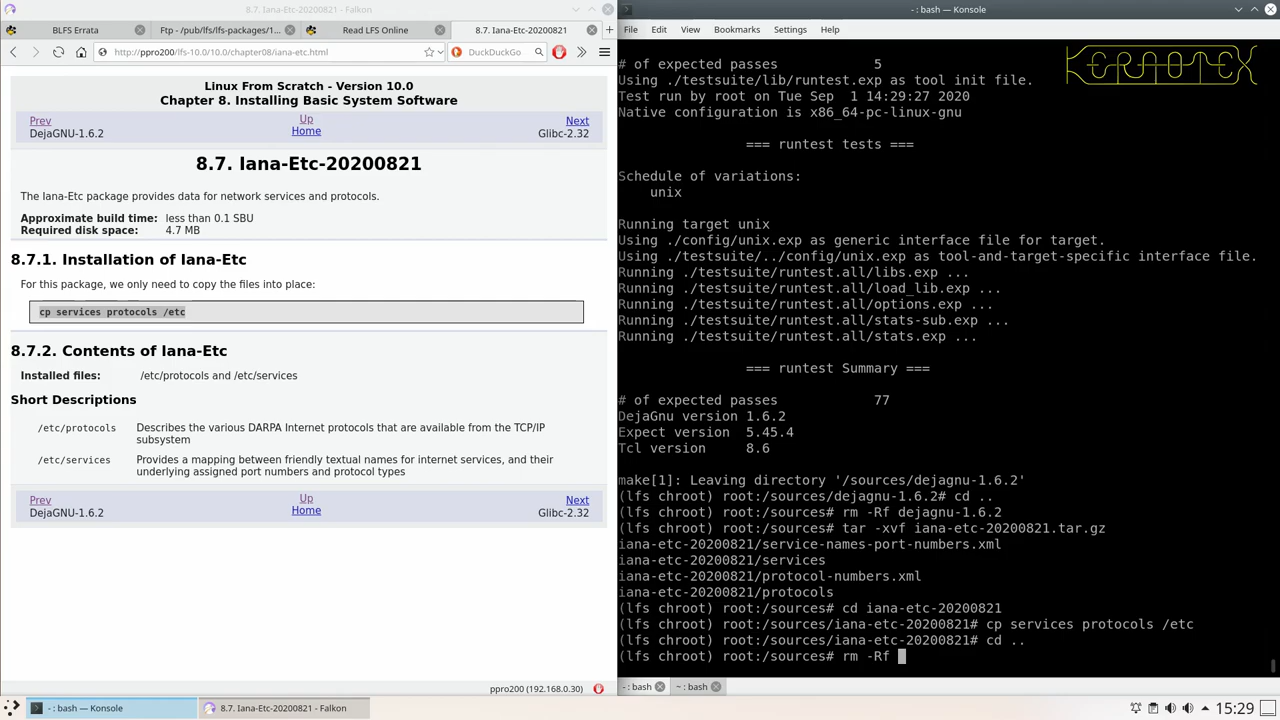 8.7. Iana-Etc-20200821 - Falkon
BLFS Errata
Ftp - /pub/lfs/lfs-packages/1...
Read LFS Online
8.7. Iana-Etc-20200821
http://ppro200/lfs-10.0/10.0/chapter08/iana-etc.html
DuckDuckGo
Linux From Scratch - Version 10.0
Chapter 8. Installing Basic System Software
Prev
Up
Next
DejaGNU-1.6.2
Home
Glibc-2.32
8.7. Iana-Etc-20200821
The Iana-Etc package provides data for network services and protocols.
Approximate build time: less than 0.1 SBU
Required disk space: 4.7 MB
8.7.1. Installation of Iana-Etc
For this package, we only need to copy the files into place:
cp services protocols /etc
8.7.2. Contents of Iana-Etc
Installed files: /etc/protocols and /etc/services
Short Descriptions
/etc/protocols Describes the various DARPA Internet protocols that are available from the TCP/IP
subsystem
/etc/services Provides a mapping between friendly textual names for internet services, and their
underlying assigned port numbers and protocol types
Prev
Up
Next
DejaGNU-1.6.2
Home
Glibc-2.32
ppro200 (192.168.0.30)
- : bash — Konsole
File Edit View Bookmarks Settings Help
KERAOTEX
# of expected passes 5
Using ./testsuite/lib/runtest.exp as tool init file.
Test run by root on Tue Sep  1 14:29:27 2020
Native configuration is x86_64-pc-linux-gnu
=== runtest tests ===
Schedule of variations:
unix
Running target unix
Using ./config/unix.exp as generic interface file for target.
Using ./testsuite/../config/unix.exp as tool-and-target-specific interface file.
Running ./testsuite/runtest.all/libs.exp ...
Running ./testsuite/runtest.all/load_lib.exp ...
Running ./testsuite/runtest.all/options.exp ...
Running ./testsuite/runtest.all/stats-sub.exp ...
Running ./testsuite/runtest.all/stats.exp ...
=== runtest Summary ===
# of expected passes 77
DejaGnu version 1.6.2
Expect version  5.45.4
Tcl version 8.6
make[1]: Leaving directory '/sources/dejagnu-1.6.2'
(lfs chroot) root:/sources/dejagnu-1.6.2# cd ..
(lfs chroot) root:/sources# rm -Rf dejagnu-1.6.2
(lfs chroot) root:/sources# tar -xvf iana-etc-20200821.tar.gz
iana-etc-20200821/service-names-port-numbers.xml
iana-etc-20200821/services
iana-etc-20200821/protocol-numbers.xml
iana-etc-20200821/protocols
(lfs chroot) root:/sources# cd iana-etc-20200821
(lfs chroot) root:/sources/iana-etc-20200821# cp services protocols /etc
(lfs chroot) root:/sources/iana-etc-20200821# cd ..
(lfs chroot) root:/sources# rm -Rf
- : bash
~ : bash
- : bash — Konsole
8.7. Iana-Etc-20200821 - Falkon
15:29